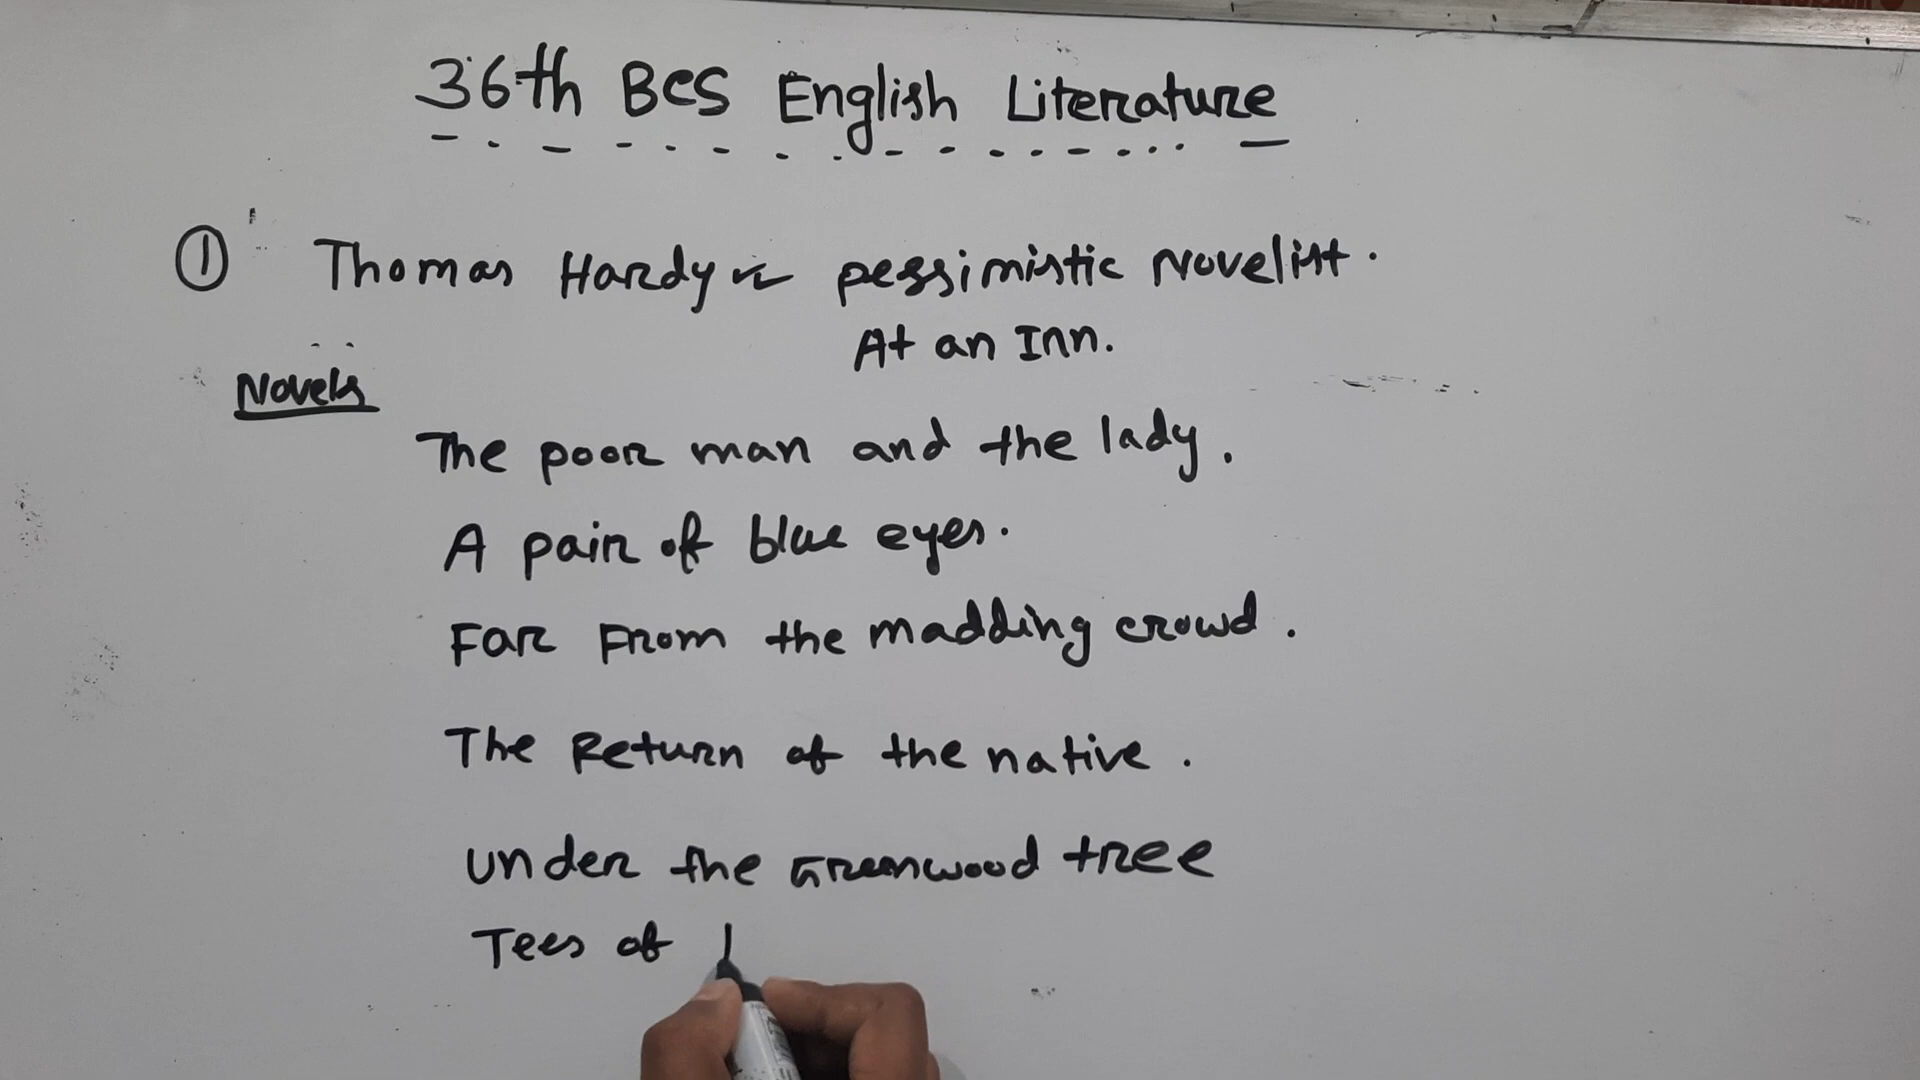 36th BCS English Literature
① Thomas Hardy pessimistic Novelist.
At an Inn.
Novels
The poor man and the lady.
A pair of blue eyes.
Far From the madding crowd.
The Return of the native.
under the Greenwood tree
Tees of